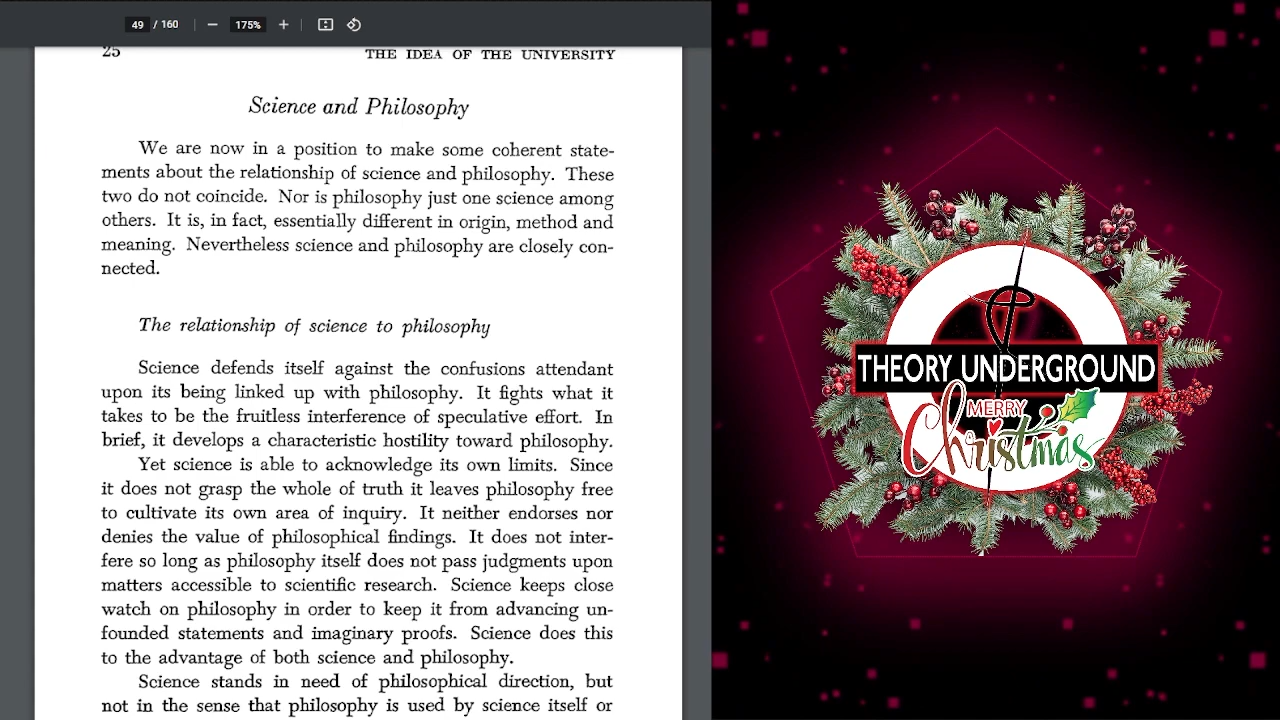 49 / 160
175%
25 THE IDEA OF THE UNIVERSITY
Science and Philosophy
We are now in a position to make some coherent state-
ments about the relationship of science and philosophy. These
two do not coincide. Nor is philosophy just one science among
others. It is, in fact, essentially different in origin, method and
meaning. Nevertheless science and philosophy are closely con-
nected.
The relationship of science to philosophy
Science defends itself against the confusions attendant
upon its being linked up with philosophy. It fights what it
takes to be the fruitless interference of speculative effort. In
brief, it develops a characteristic hostility toward philosophy.
Yet science is able to acknowledge its own limits. Since
it does not grasp the whole of truth it leaves philosophy free
to cultivate its own area of inquiry. It neither endorses nor
denies the value of philosophical findings. It does not inter-
fere so long as philosophy itself does not pass judgments upon
matters accessible to scientific research. Science keeps close
watch on philosophy in order to keep it from advancing un-
founded statements and imaginary proofs. Science does this
to the advantage of both science and philosophy.
Science stands in need of philosophical direction, but
not in the sense that philosophy is used by science itself or
THEORY UNDERGROUND
MERRY
Christmas